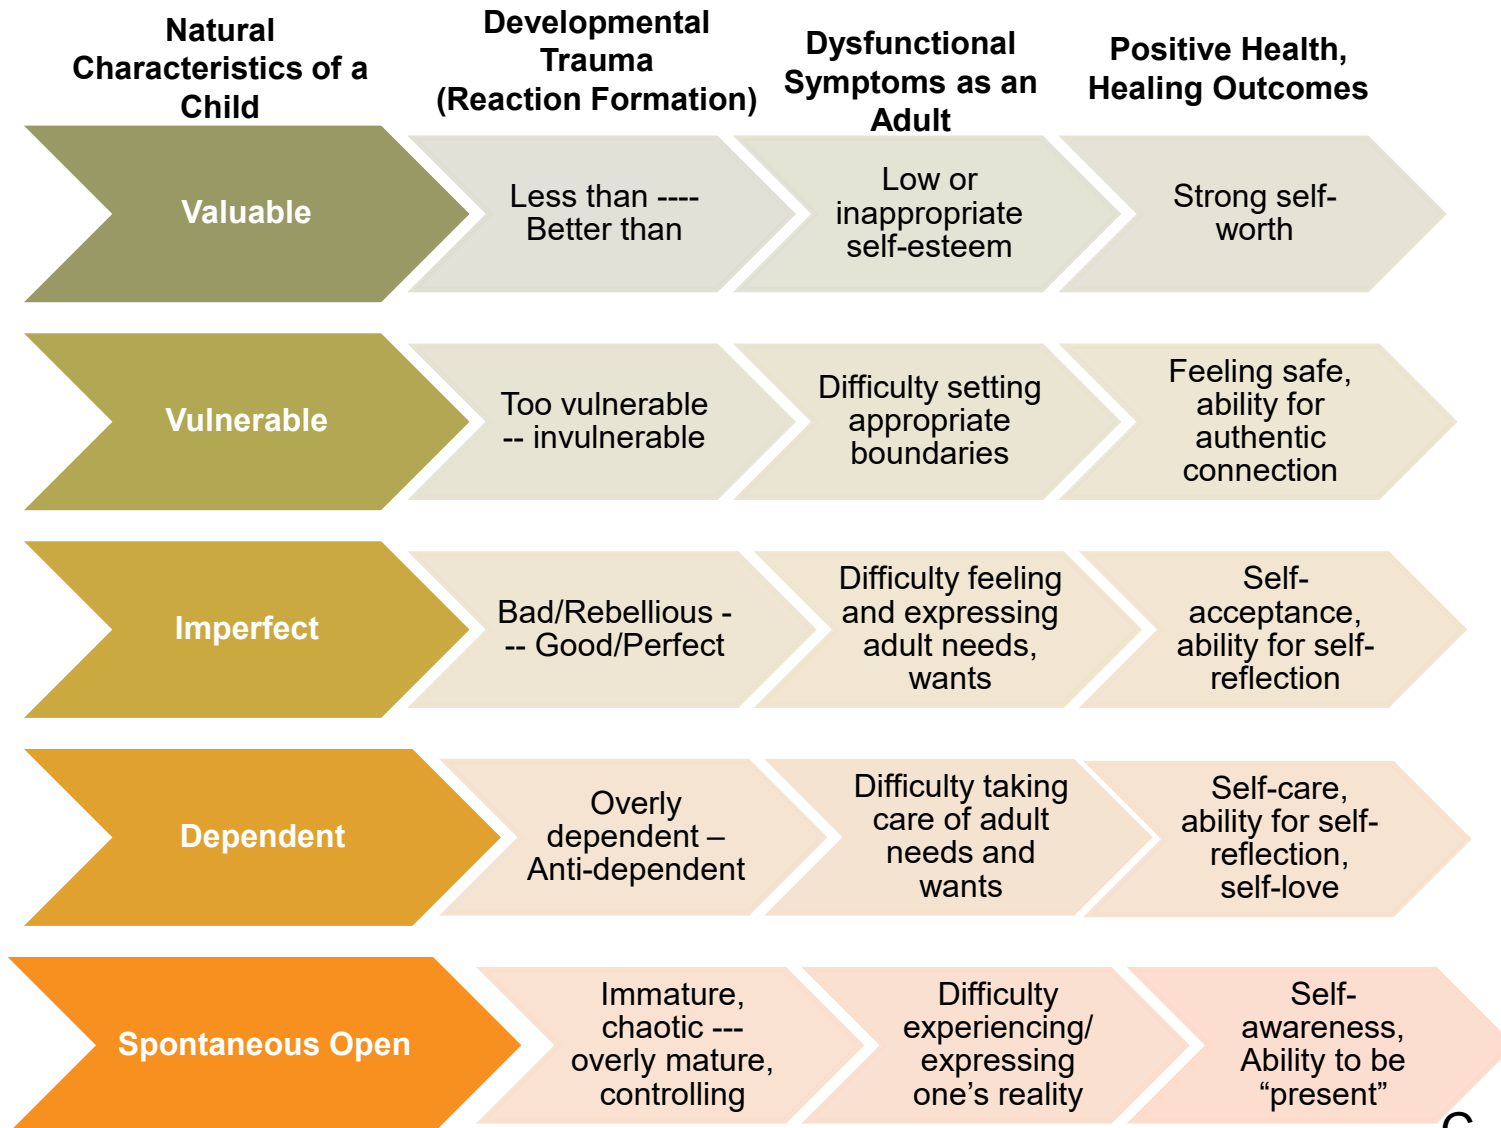 Natural
Characteristics of a
Child
Developmental
Trauma
(Reaction Formation)
Dysfunctional
Symptoms as an
Adult
Positive Health,
Healing Outcomes
Valuable
Less than ----
Better than
Low or
inappropriate
self-esteem
Strong self-
worth
Vulnerable
Too vulnerable
-- invulnerable
Difficulty setting
appropriate
boundaries
Feeling safe,
ability for
authentic
connection
Imperfect
Bad/Rebellious -
-- Good/Perfect
Difficulty feeling
and expressing
adult needs,
wants
Self-
acceptance,
ability for self-
reflection
Dependent
Overly
dependent –
Anti-dependent
Difficulty taking
care of adult
needs and
wants
Self-care,
ability for self-
reflection,
self-love
Spontaneous Open
Immature,
chaotic ---
overly mature,
controlling
Difficulty
experiencing/
expressing
one’s reality
Self-
awareness,
Ability to be
“present”